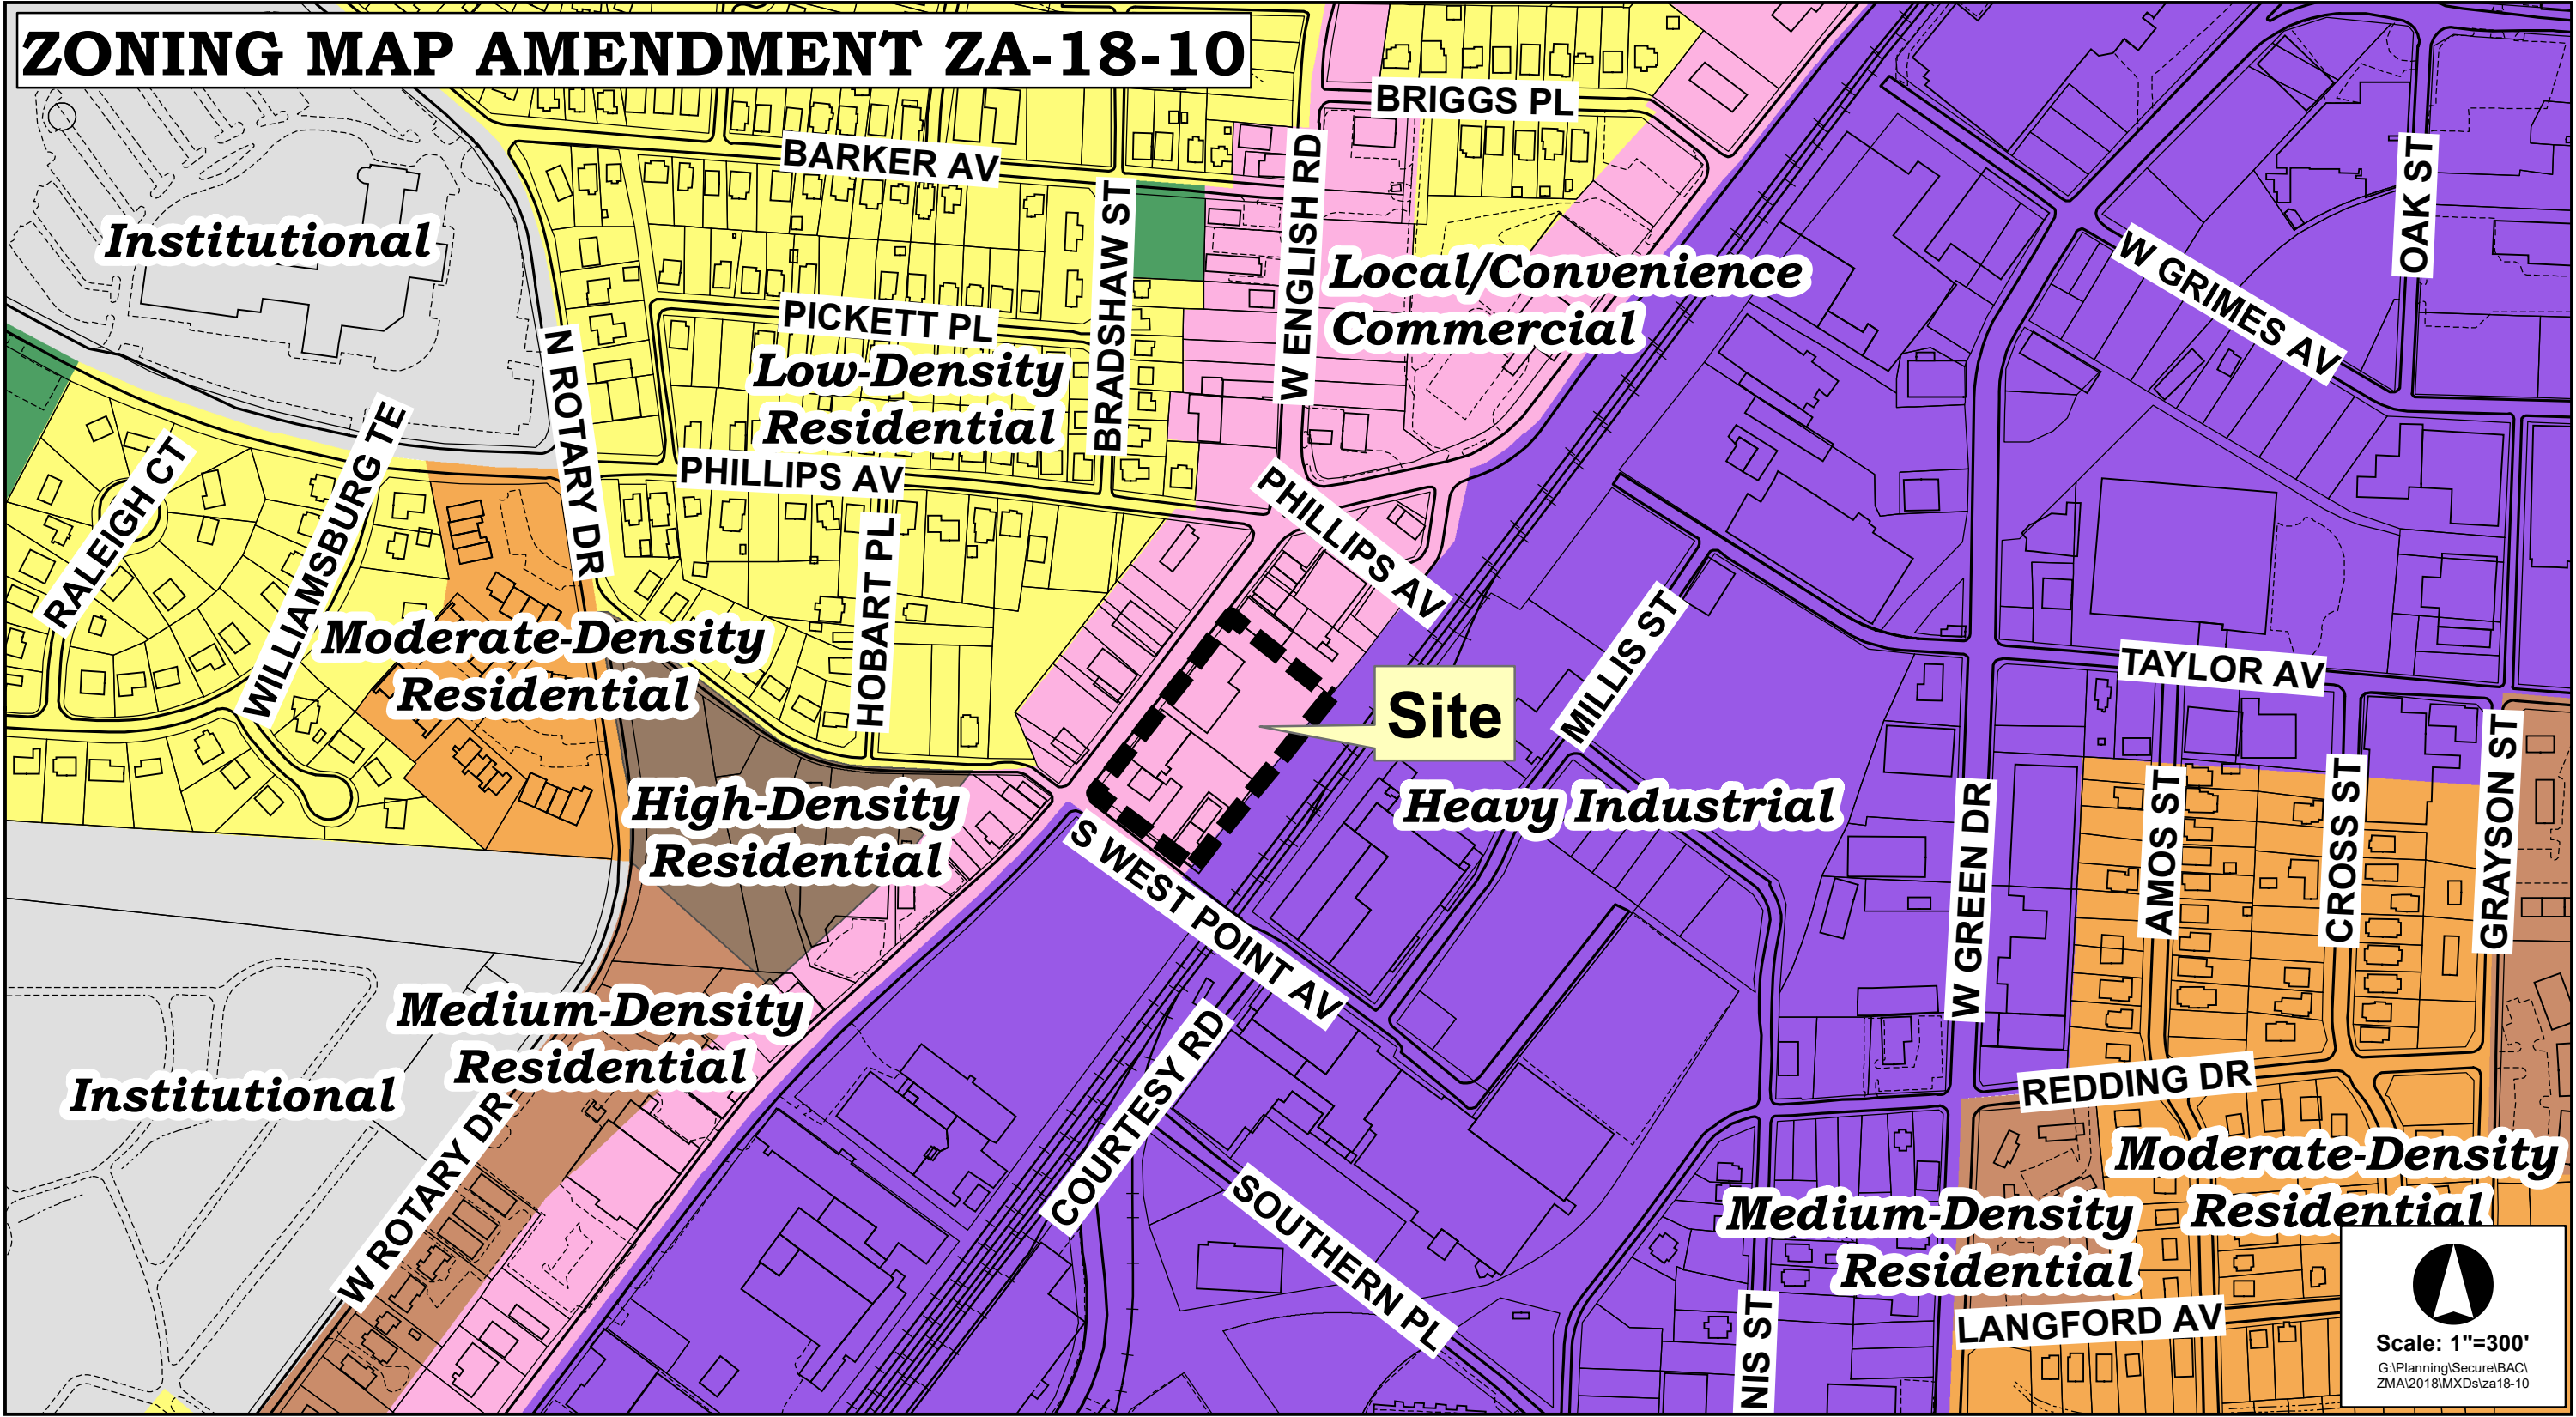 ZONING MAP AMENDMENT ZA-18-10
BRIGGS PL
BARKER AV
OAK ST
Institutional
W ENGLISH RD
BRADSHAW ST
Local/Convenience
Commercial
W GRIMES AV
PICKETT PL
Low-Density
Residential
N ROTARY DR
WILLIAMSBURG TE
RALEIGH CT
PHILLIPS AV
HOBART PL
PHILLIPS AV
Moderate-Density
Residential
Site
MILLIS ST
TAYLOR AV
GRAYSON ST
High-Density
Residential
Heavy Industrial
S WEST POINT AV
W GREEN DR
AMOS ST
CROSS ST
Medium-Density
Residential
COURTESY RD
Institutional
W ROTARY DR
REDDING DR
Moderate-Density
Residential
Medium-Density
Residential
SOUTHERN PL
NIS ST
LANGFORD AV
Scale: 1"=300'
G:\Planning\Secure\BAC\
ZMA\2018\MXDs\za18-10